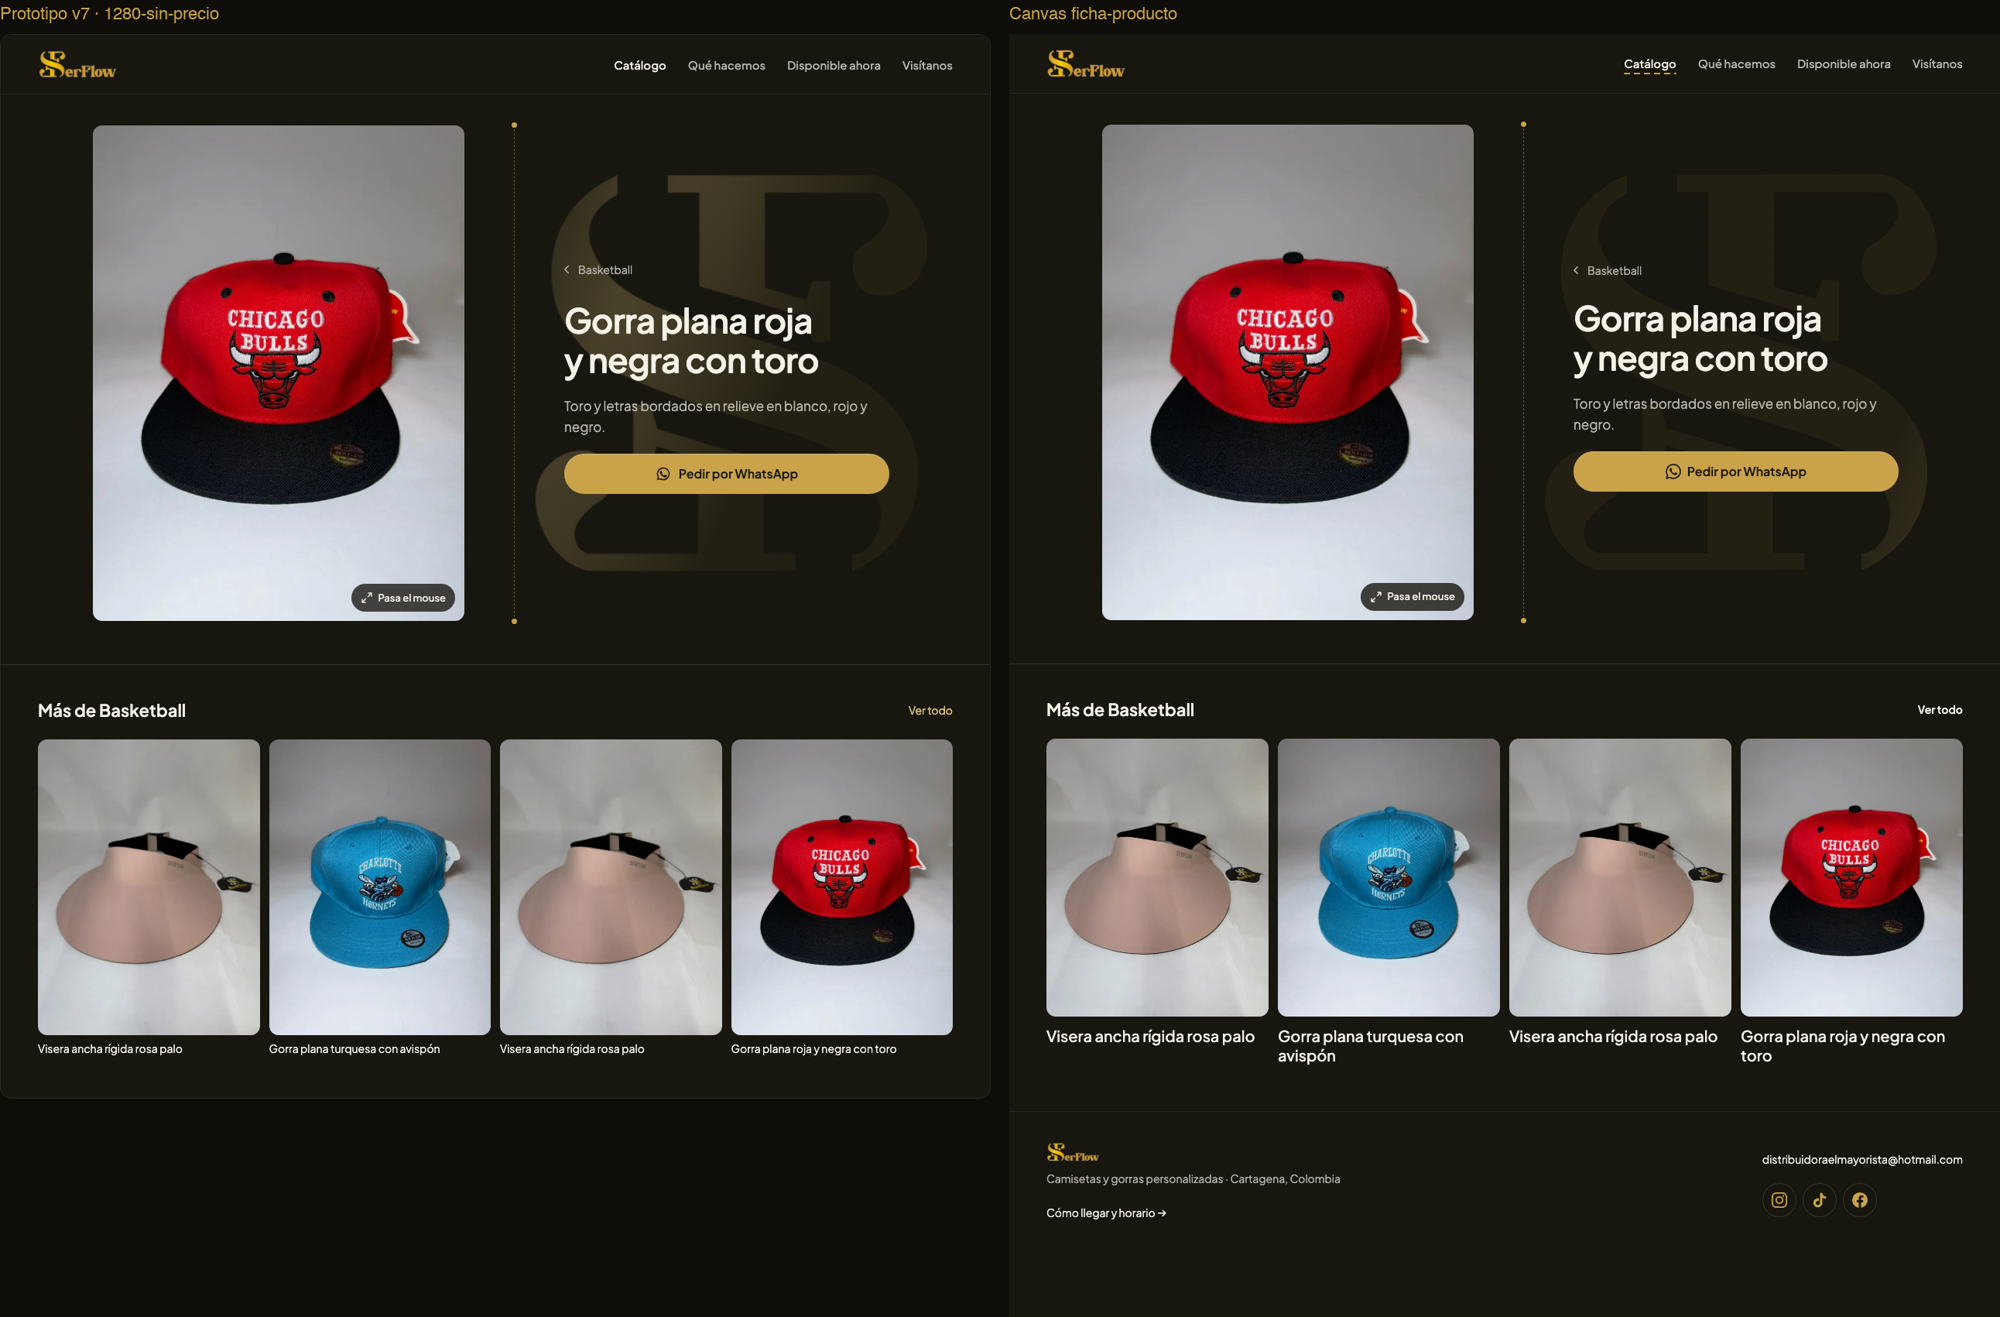 Prototipo v7 · 1280-sin-precio
SerFlow
Catálogo
Qué hacemos
Disponible ahora
Visítanos
CHICAGO
BULLS
Pasa el mouse
Basketball
Gorra plana roja
y negra con toro
Toro y letras bordados en relieve en blanco, rojo y
negro.
Pedir por WhatsApp
Más de Basketball
Ver todo
CHARLOTTE
HORNETS
CHICAGO
BULLS
Visera ancha rígida rosa palo
Gorra plana turquesa con avispón
Visera ancha rígida rosa palo
Gorra plana roja y negra con toro
Canvas ficha-producto
SerFlow
Catálogo
Qué hacemos
Disponible ahora
Visítanos
CHICAGO
BULLS
Pasa el mouse
Basketball
Gorra plana roja
y negra con toro
Toro y letras bordados en relieve en blanco, rojo y
negro.
Pedir por WhatsApp
Más de Basketball
Ver todo
CHARLOTTE
HORNETS
CHICAGO
BULLS
Visera ancha rígida rosa palo
Gorra plana turquesa con
avispón
Visera ancha rígida rosa palo
Gorra plana roja y negra con
toro
SerFlow
Camisetas y gorras personalizadas · Cartagena, Colombia
Cómo llegar y horario →
distribuidoraelmayorista@hotmail.com